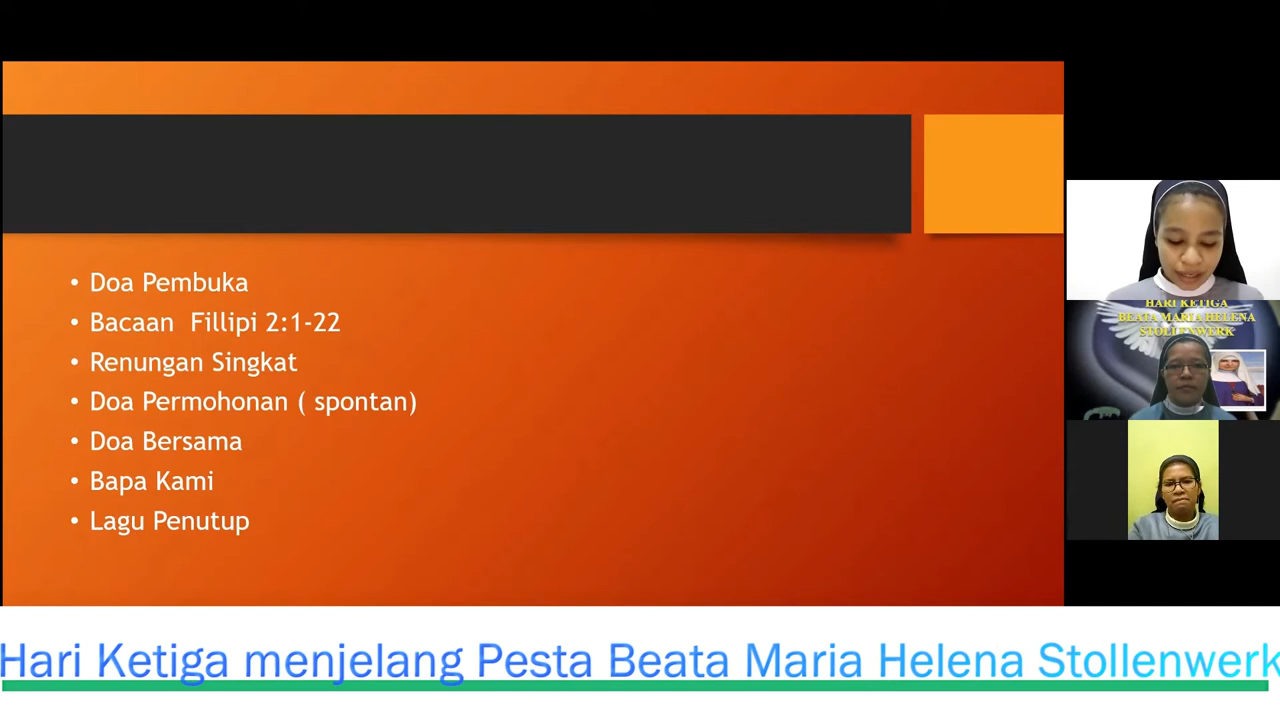 • Doa Pembuka
• Bacaan  Fillipi 2:1-22
• Renungan Singkat
• Doa Permohonan ( spontan)
• Doa Bersama
• Bapa Kami
• Lagu Penutup
HARI KETIGA
BEATA MARIA HELENA
STOLLENWERK
Hari Ketiga menjelang Pesta Beata Maria Helena Stollenwerk